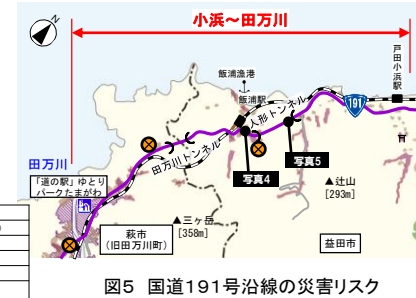 小浜～田万川
N
飯浦漁港
戸田小浜駅
飯浦駅
191
人形トンネル
田万川トンネル
田万川
写真4
写真5
「道の駅」ゆとり
パークたまがわ
▲辻山
[293m]
▲三ヶ岳
[358m]
萩市
(旧田万川町)
益田市
図5 国道191号沿線の災害リスク